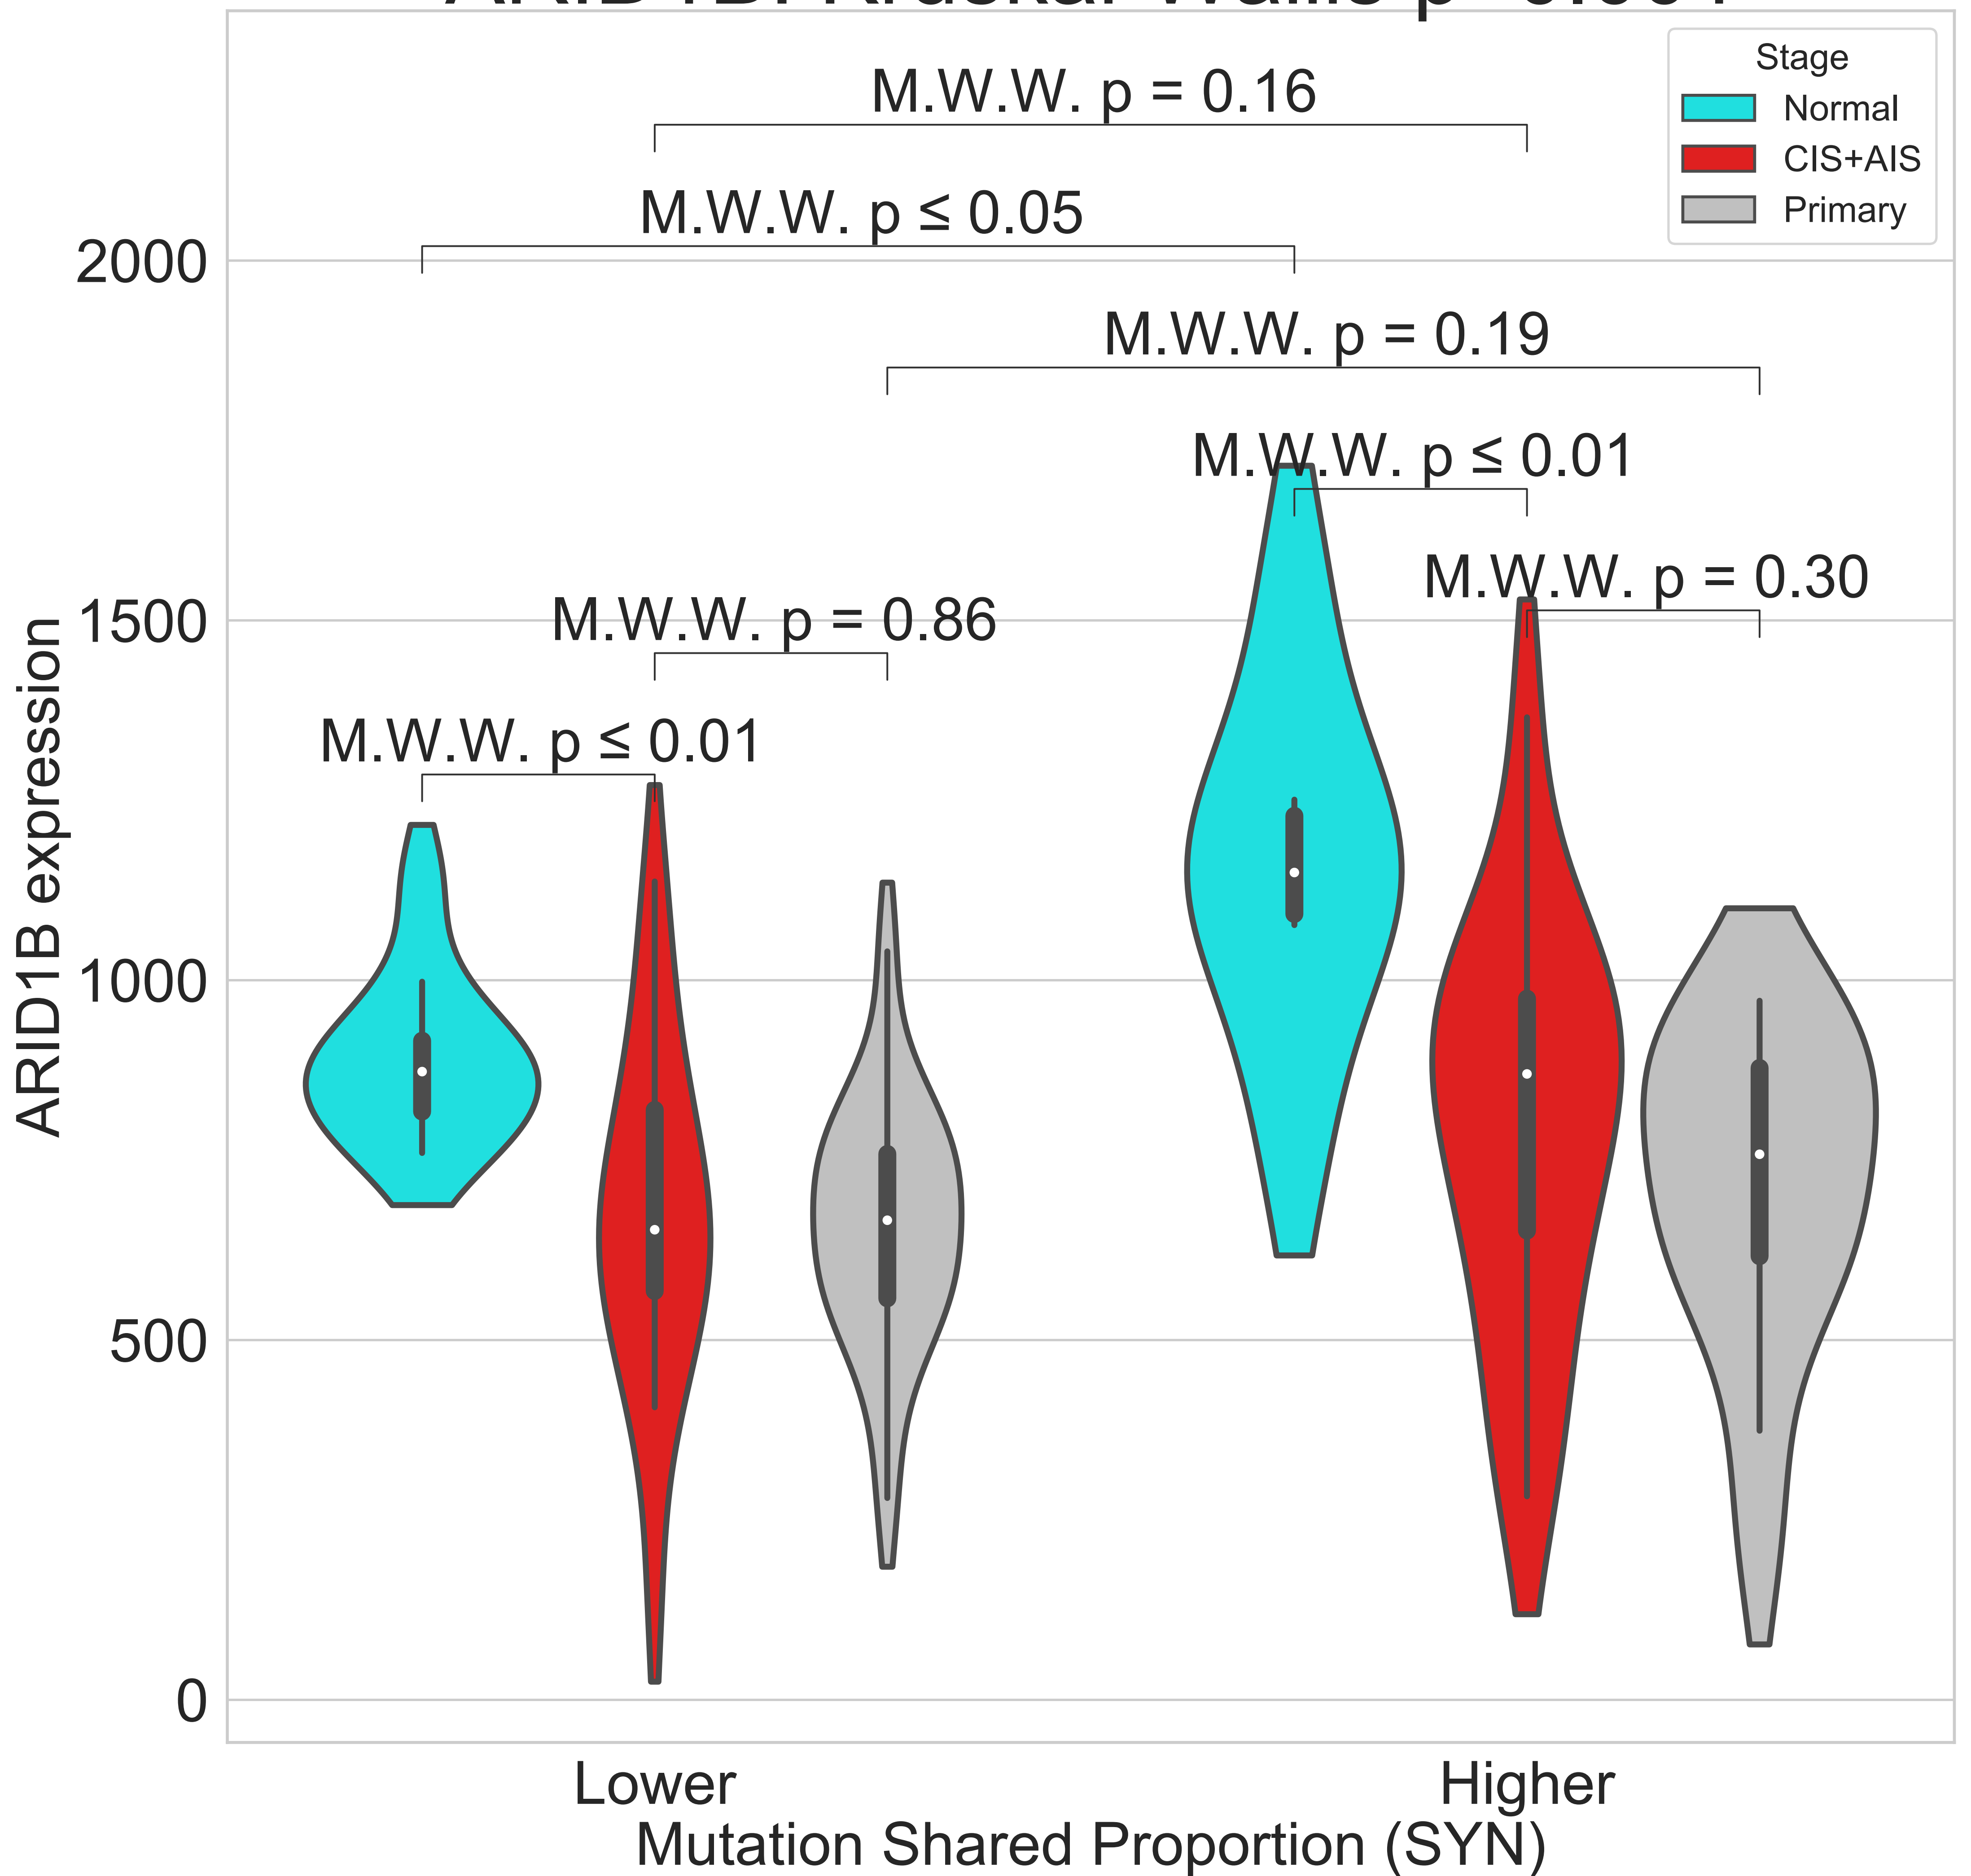 Stage
Normal
CIS+AIS
Primary
M.W.W. p = 0.16
M.W.W. p ≤ 0.05
M.W.W. p = 0.19
M.W.W. p ≤ 0.01
M.W.W. p = 0.30
M.W.W. p = 0.86
M.W.W. p ≤ 0.01
ARID1B expression
2000
1500
1000
500
0
Lower
Higher
Mutation Shared Proportion (SYN)